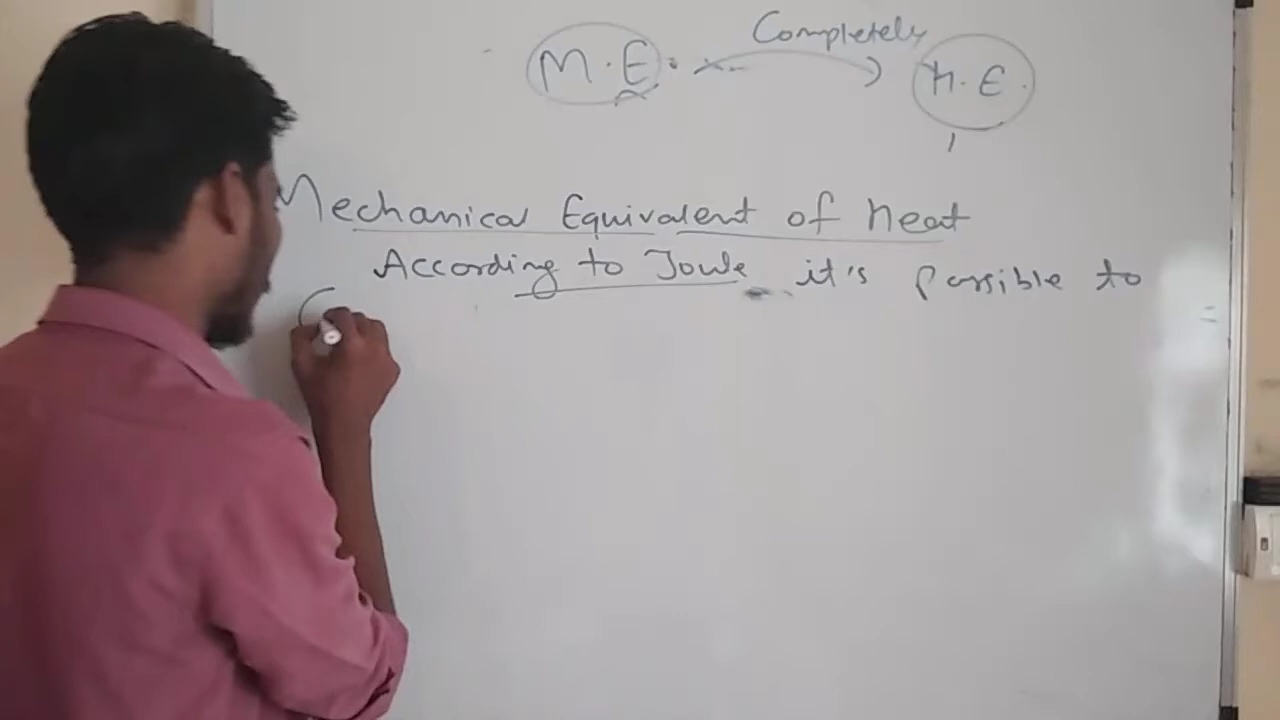 Completely
M.E. H.E.
Mechanical Equivalent of Heat
According to Joule it's possible to